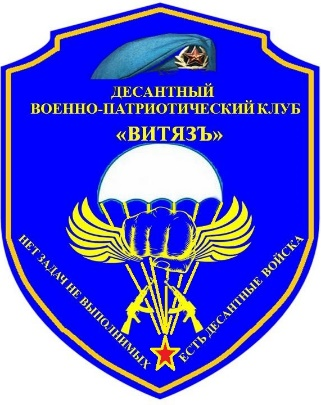 ДЕСАНТНЫЙ
ВОЕННО-ПАТРИОТИЧЕСКИЙ КЛУБ
«ВИТЯЗЪ»
НЕТ ЗАДАЧ НЕ ВЫПОЛНИМЫХ
ЕСТЬ ДЕСАНТНЫЕ ВОЙСКА